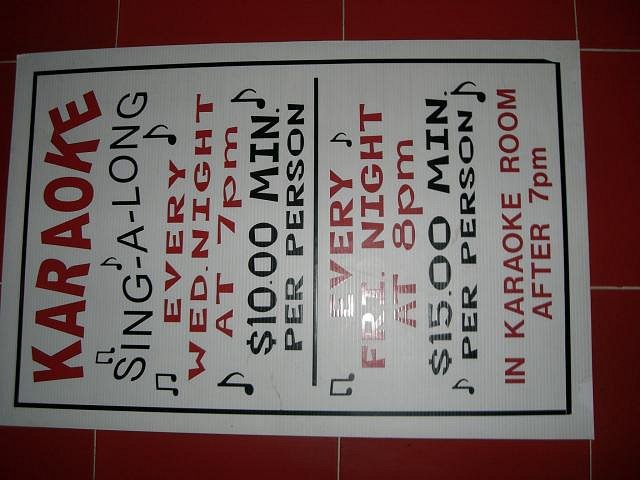 KARAOKE
SING-A-LONG
EVERY
WED. NIGHT
AT 7pm
$10.00 MIN.
PER PERSON
EVERY
FRI. NIGHT
AT 8pm
$15.00 MIN.
PER PERSON
IN KARAOKE ROOM
AFTER 7pm